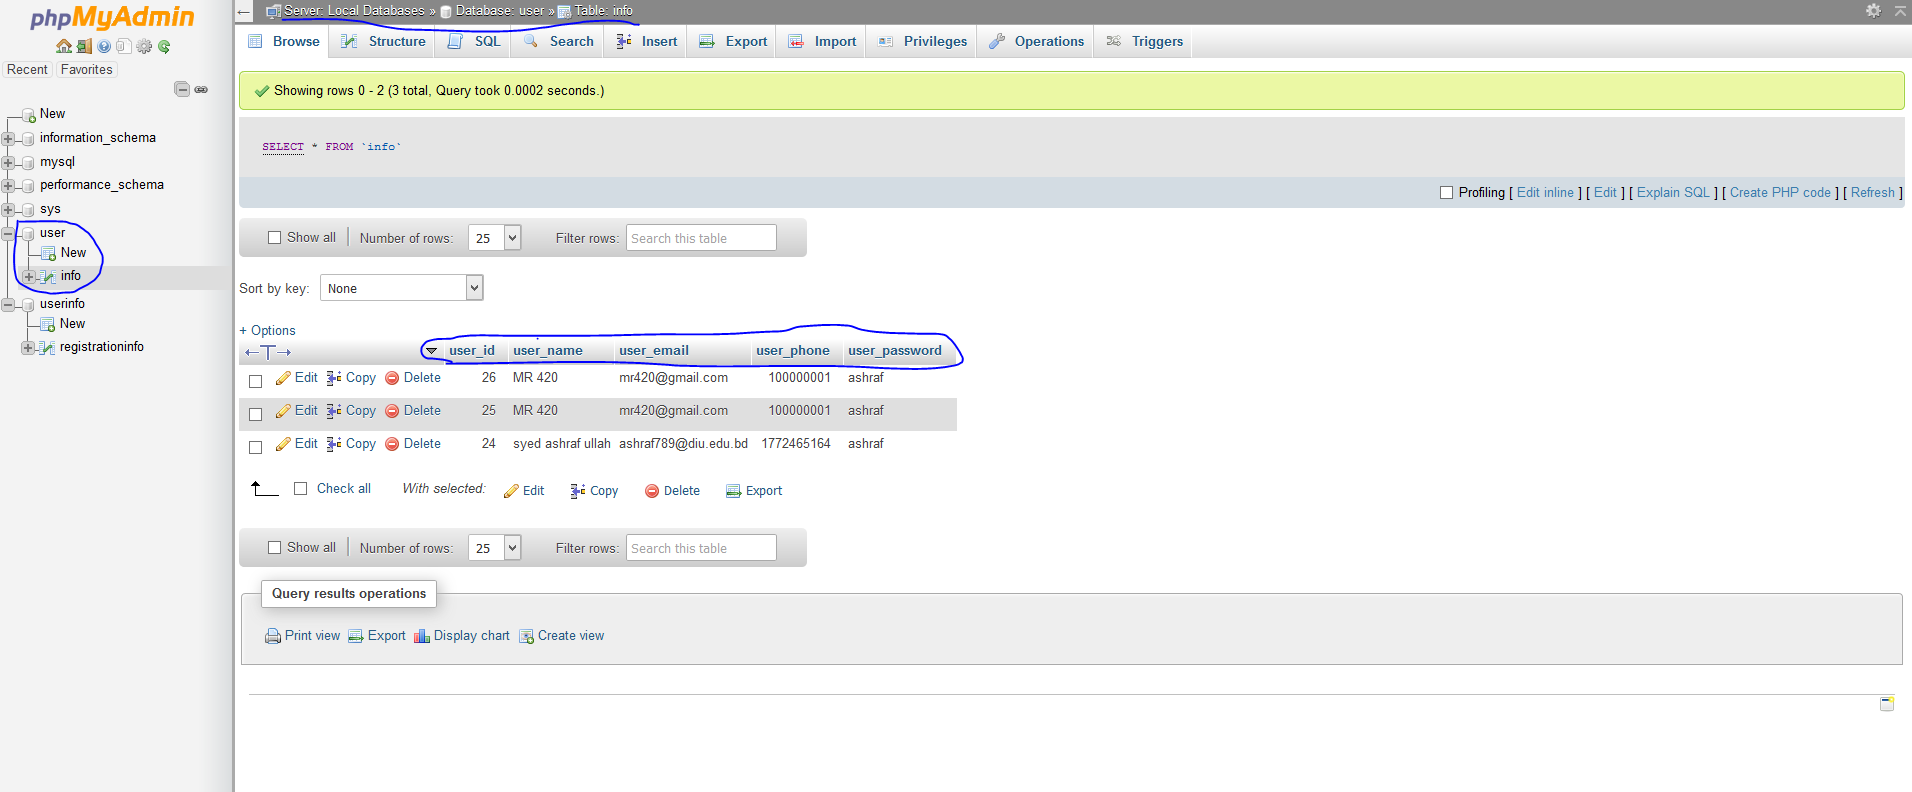 phpMyAdmin
Recent Favorites
New
information_schema
mysql
performance_schema
sys
user
New
info
userinfo
New
registrationinfo
Server: Local Databases » Database: user » Table: info
Browse Structure SQL Search Insert Export Import Privileges Operations Triggers
Showing rows 0 - 2 (3 total, Query took 0.0002 seconds.)
SELECT * FROM `info`
Profiling [ Edit inline ] [ Edit ] [ Explain SQL ] [ Create PHP code ] [ Refresh ]
Show all Number of rows: 25 Filter rows: Search this table
Sort by key: None
+ Options
←T→ user_id user_name user_email user_phone user_password
Edit Copy Delete 26 MR 420 mr420@gmail.com 100000001 ashraf
Edit Copy Delete 25 MR 420 mr420@gmail.com 100000001 ashraf
Edit Copy Delete 24 syed ashraf ullah ashraf789@diu.edu.bd 1772465164 ashraf
Check all With selected: Edit Copy Delete Export
Show all Number of rows: 25 Filter rows: Search this table
Query results operations
Print view Export Display chart Create view